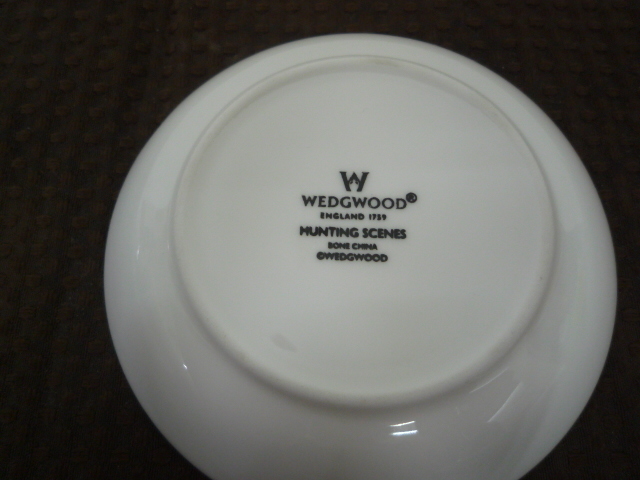 W
WEDGWOOD®
ENGLAND 1759
HUNTING SCENES
BONE CHINA
©WEDGWOOD